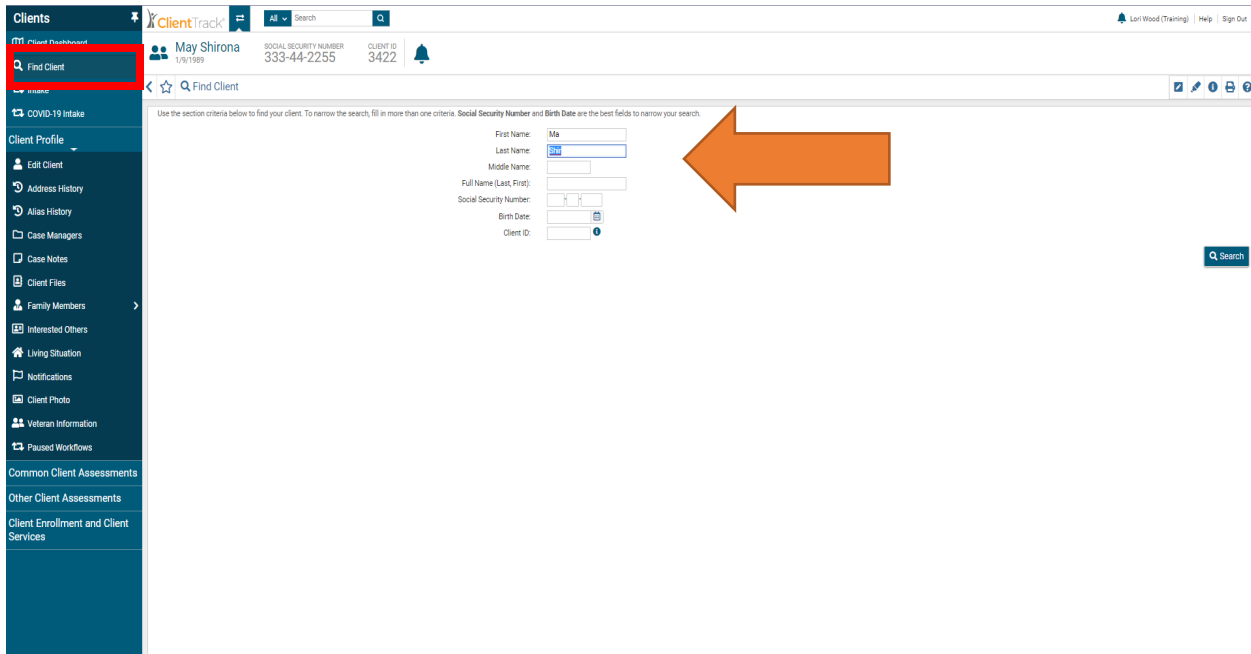 Clients
ClientTrack
All
Search
Lori Wood (Training) | Help | Sign Out
Client Dashboard
Find Client
Intake
COVID-19 Intake
Client Profile
Edit Client
Address History
Alias History
Case Managers
Case Notes
Client Files
Family Members
Interested Others
Living Situation
Notifications
Client Photo
Veteran Information
Paused Workflows
Common Client Assessments
Other Client Assessments
Client Enrollment and Client
Services
May Shirona
1/9/1989
SOCIAL SECURITY NUMBER
333-44-2255
CLIENT ID
3422
Find Client
Use the section criteria below to find your client. To narrow the search, fill in more than one criteria. Social Security Number and Birth Date are the best fields to narrow your search.
First Name: Ma
Last Name: Shir
Middle Name:
Full Name (Last, First):
Social Security Number: - -
Birth Date:
Client ID:
Search